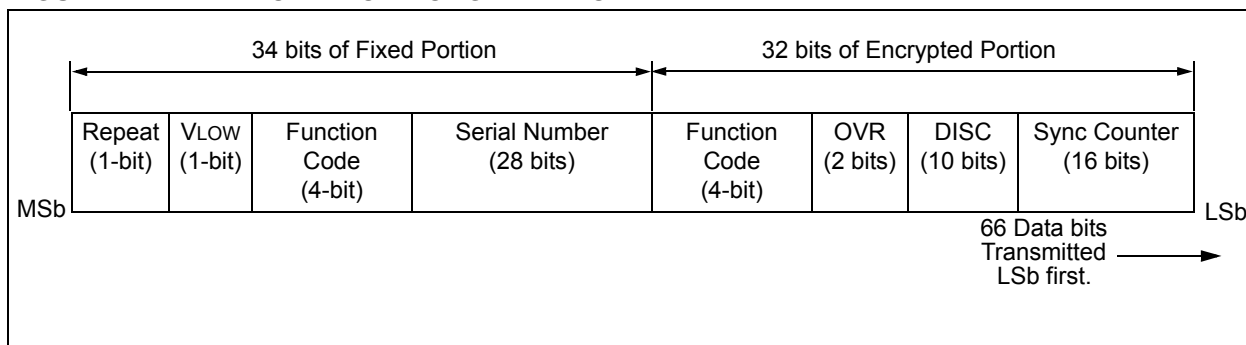 34 bits of Fixed Portion
32 bits of Encrypted Portion
Repeat
(1-bit)
VLOW
(1-bit)
Function
Code
(4-bit)
Serial Number
(28 bits)
Function
Code
(4-bit)
OVR
(2 bits)
DISC
(10 bits)
Sync Counter
(16 bits)
MSb
LSb
66 Data bits
Transmitted
LSb first.